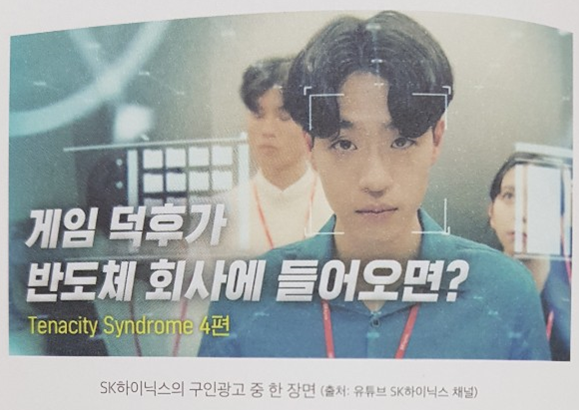 게임 덕후가
반도체 회사에 들어오면?
Tenacity Syndrome 4편
SK하이닉스의 구인광고 중 한 장면 (출처: 유튜브 SK하이닉스 채널)